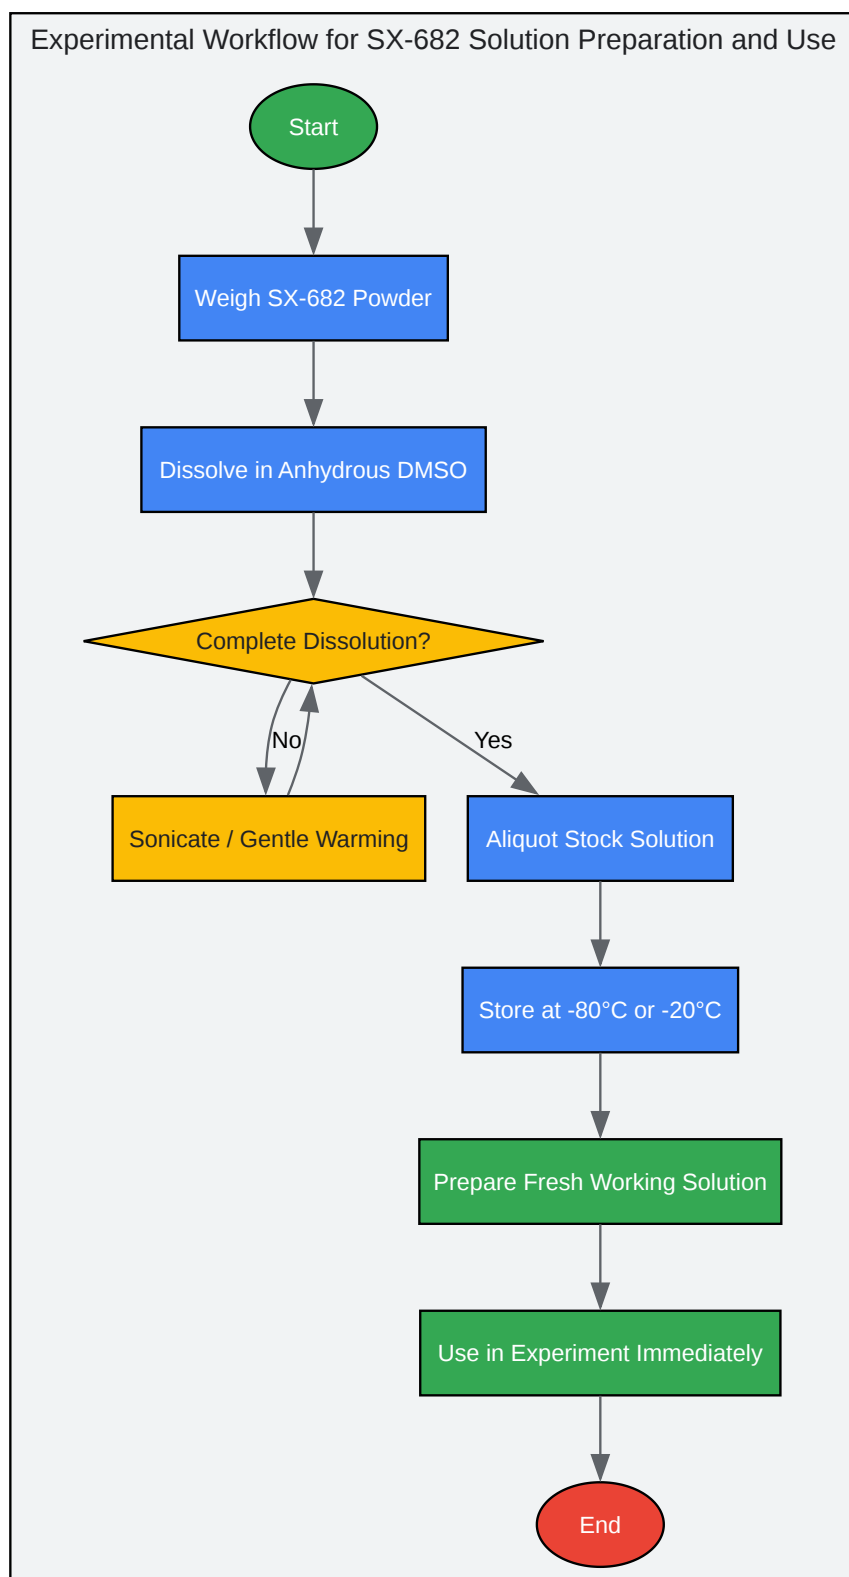 Experimental Workflow for SX-682 Solution Preparation and Use
Start
Weigh SX-682 Powder
Dissolve in Anhydrous DMSO
Complete Dissolution?
No
Yes
Sonicate / Gentle Warming
Aliquot Stock Solution
Store at -80°C or -20°C
Prepare Fresh Working Solution
Use in Experiment Immediately
End